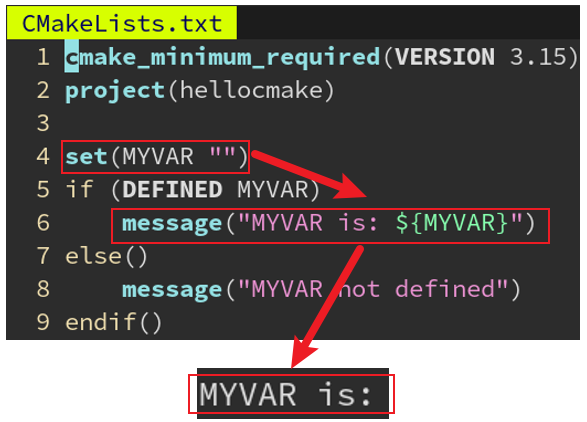 CMakeLists.txt
1 cmake_minimum_required(VERSION 3.15)
2 project(hellocmake)
3
4 set(MYVAR "")
5 if (DEFINED MYVAR)
6     message("MYVAR is: ${MYVAR}")
7 else()
8     message("MYVAR not defined")
9 endif()
MYVAR is: